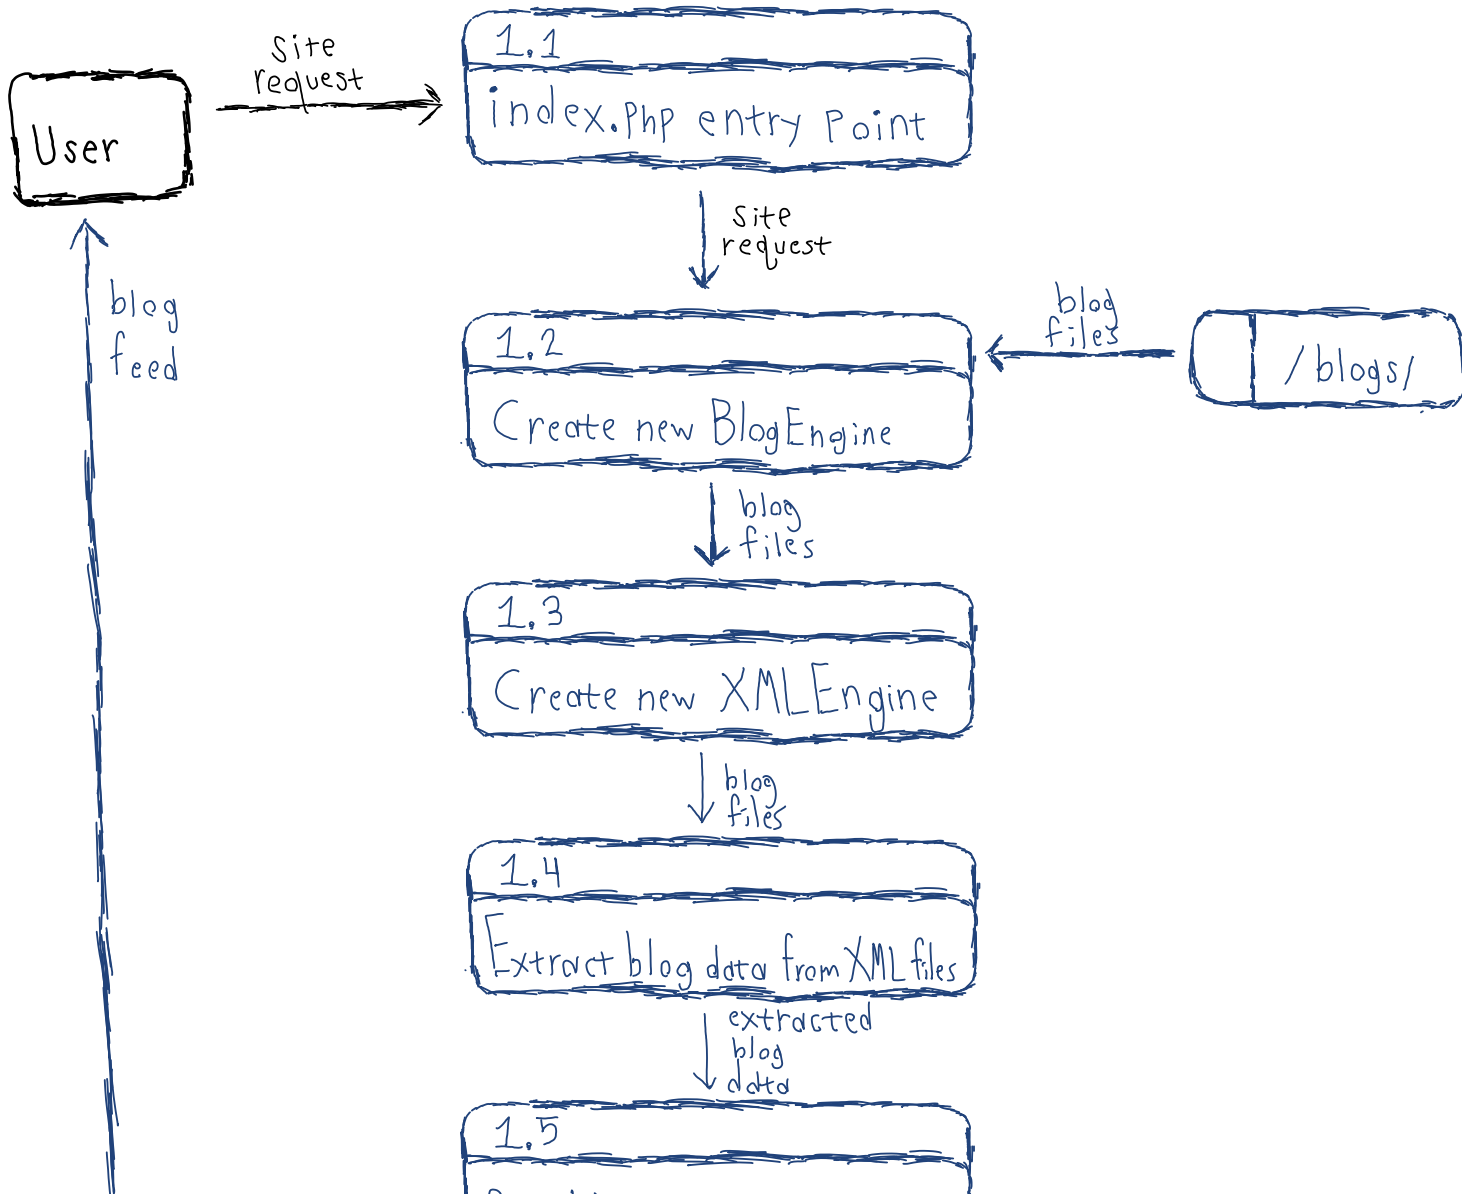 site
request
User
1.1
index.php entry point
site
request
blog
feed
blog
files
/blogs/
1.2
Create new BlogEngine
blog
files
1.3
Create new XMLEngine
blog
files
1.4
Extract blog data from XML files
extracted
blog
data
1.5